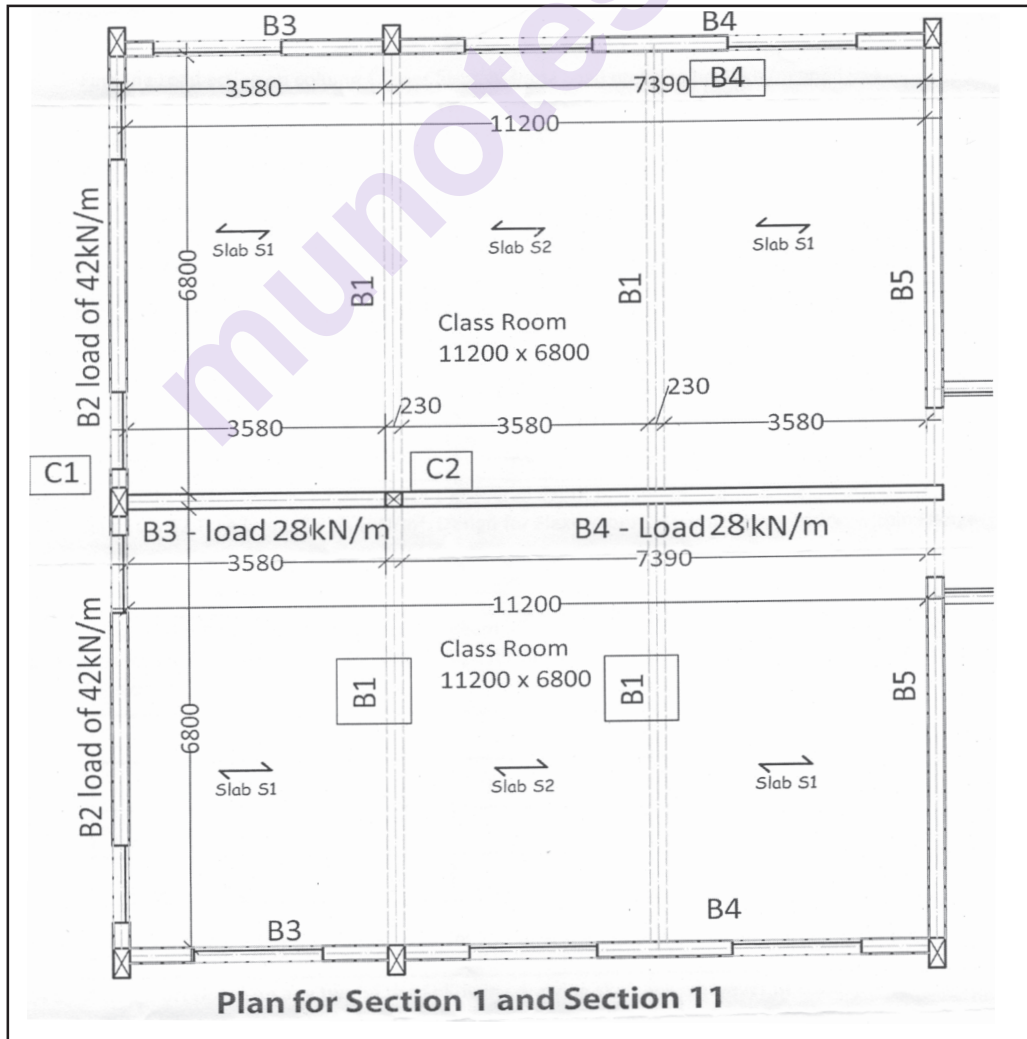 B3
B4
3580
7390
B4
11200
B2 load of 42kN/m
6800
Slab S1
Slab S2
Slab S1
B1
B1
B5
Class Room
11200 x 6800
230
230
3580
3580
3580
C1
C2
B3 - load 28kN/m
B4 - Load 28kN/m
3580
7390
11200
Class Room
11200 x 6800
B2 load of 42kN/m
6800
B1
B1
B5
Slab S1
Slab S2
Slab S1
B3
B4
Plan for Section 1 and Section 11
munotes